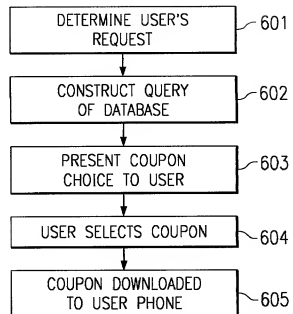 DETERMINE USER'S
REQUEST
601
CONSTRUCT QUERY
OF DATABASE
602
PRESENT COUPON
CHOICE TO USER
603
USER SELECTS COUPON
604
COUPON DOWNLOADED
TO USER PHONE
605